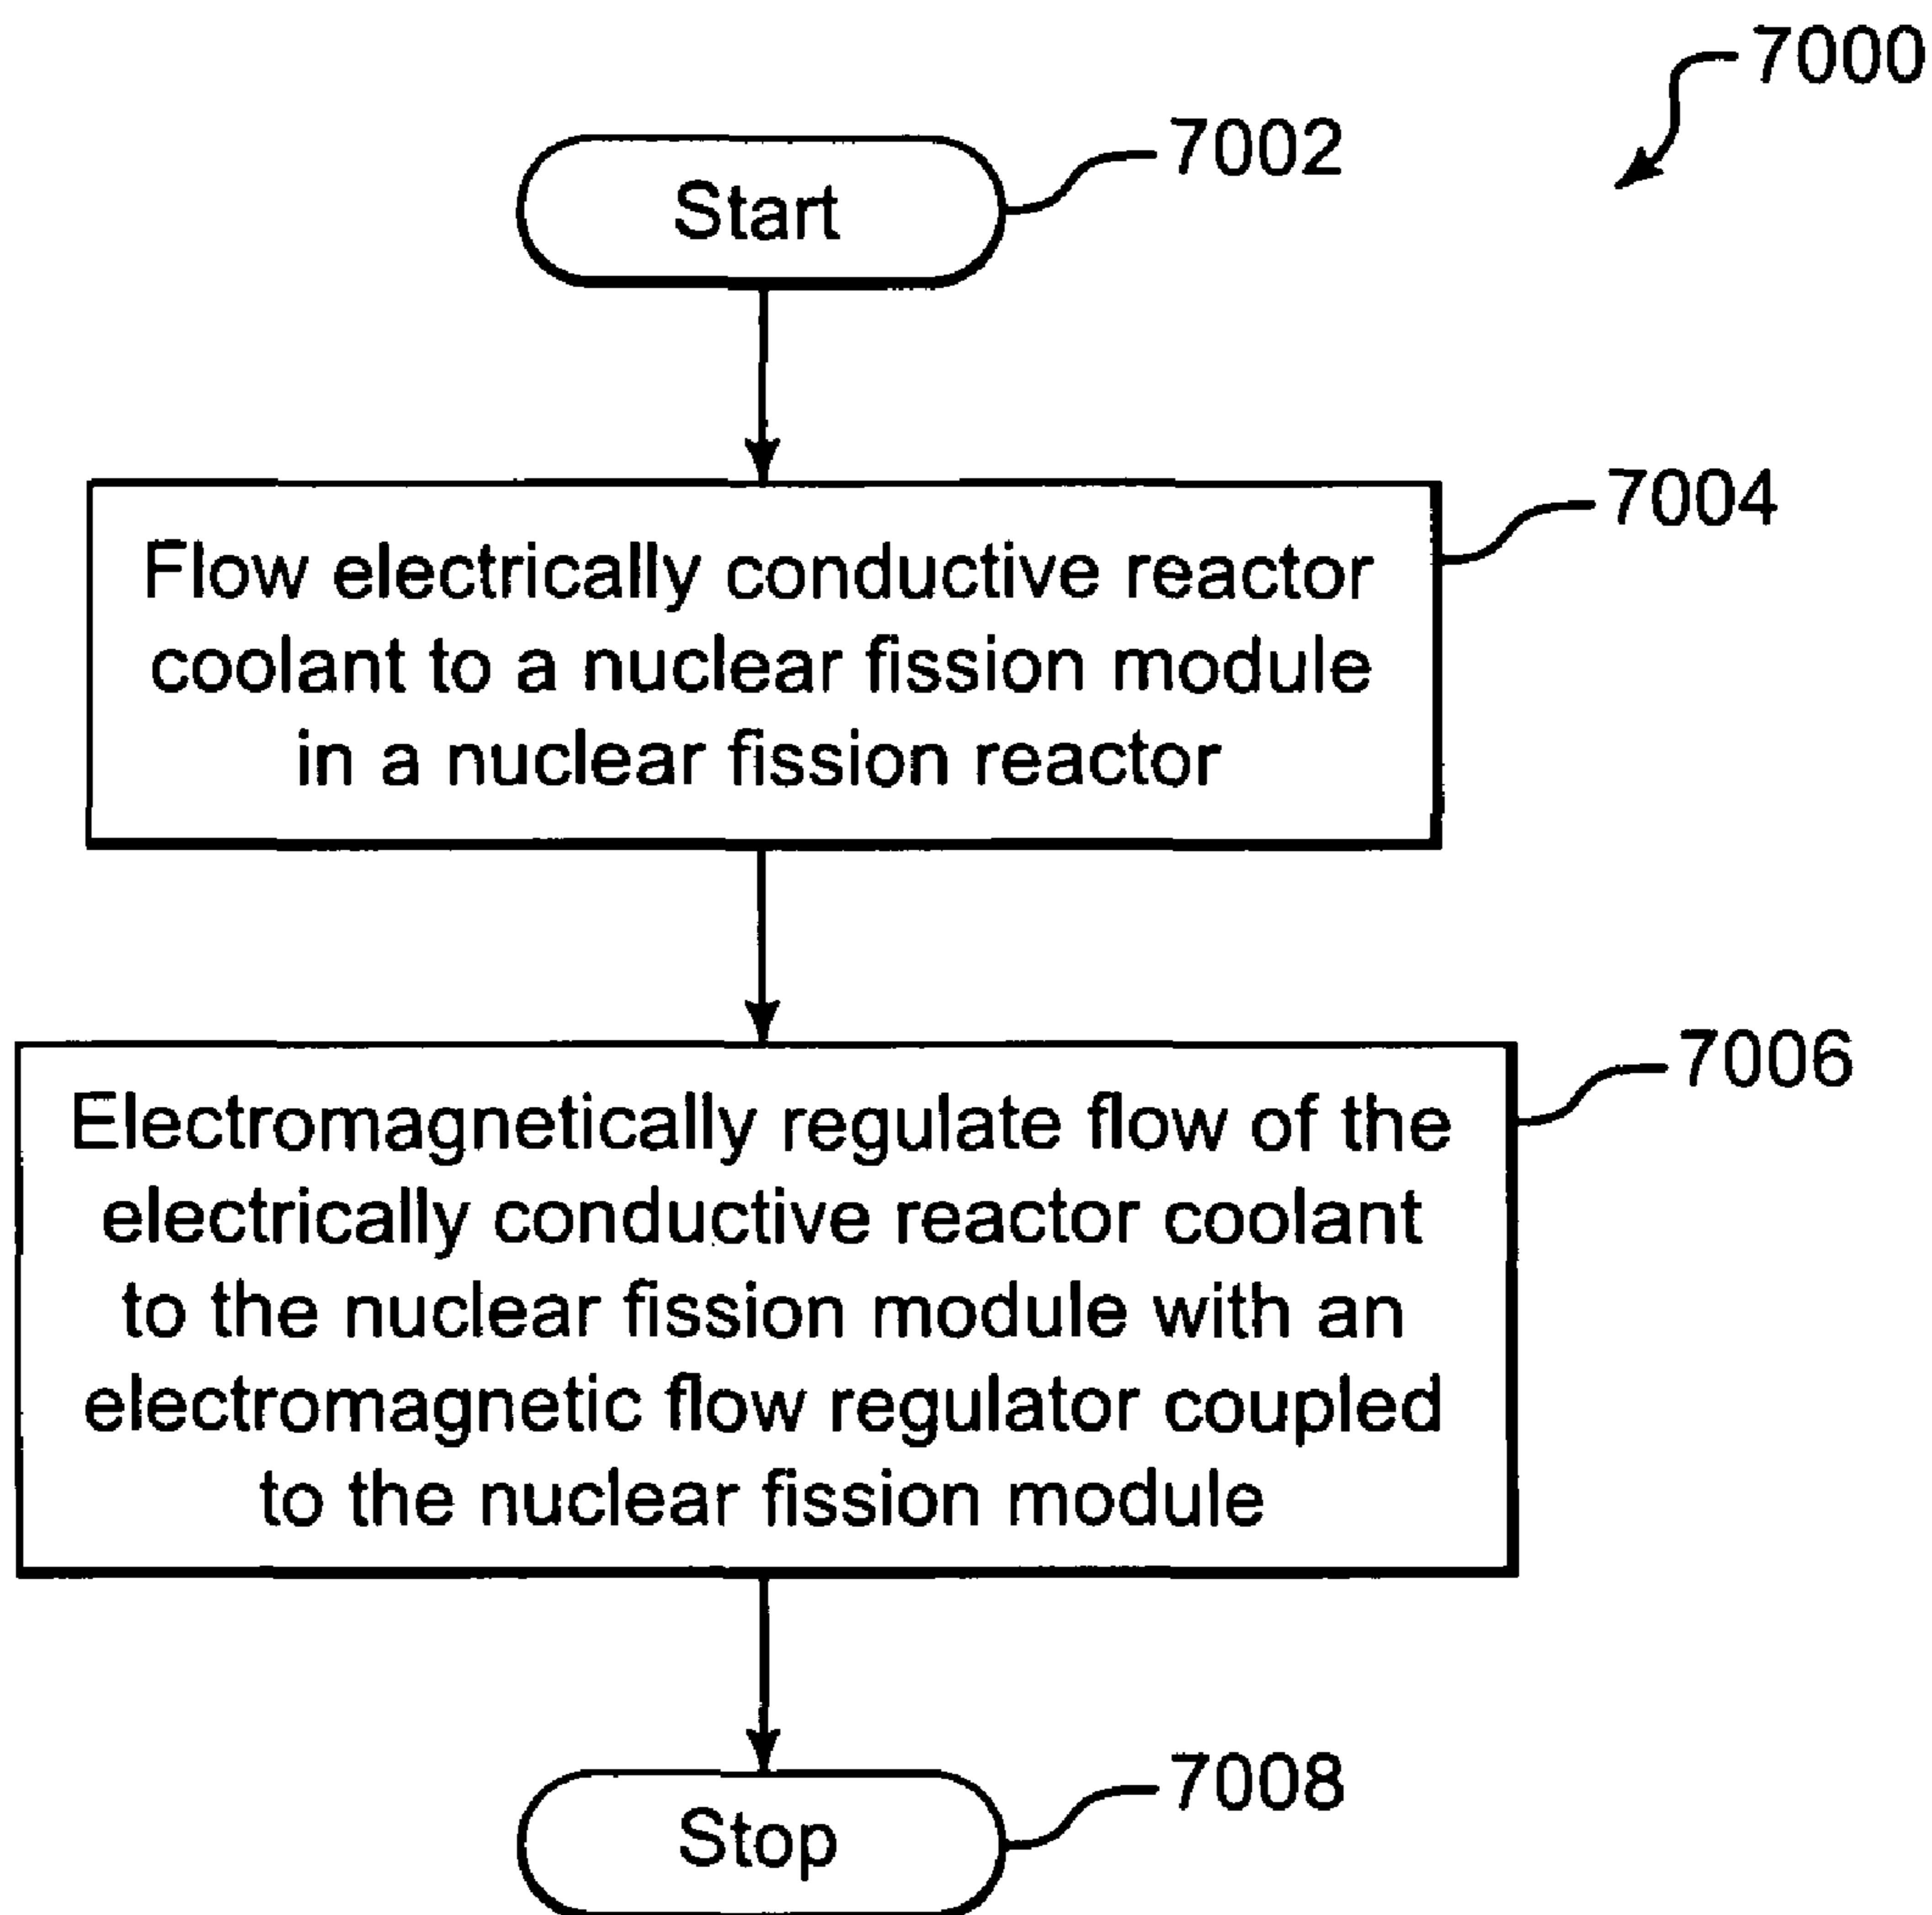 7000
7002
Start
7004
Flow electrically conductive reactor
coolant to a nuclear fission module
in a nuclear fission reactor
7006
Electromagnetically regulate flow of the
electrically conductive reactor coolant
to the nuclear fission module with an
electromagnetic flow regulator coupled
to the nuclear fission module
7008
Stop